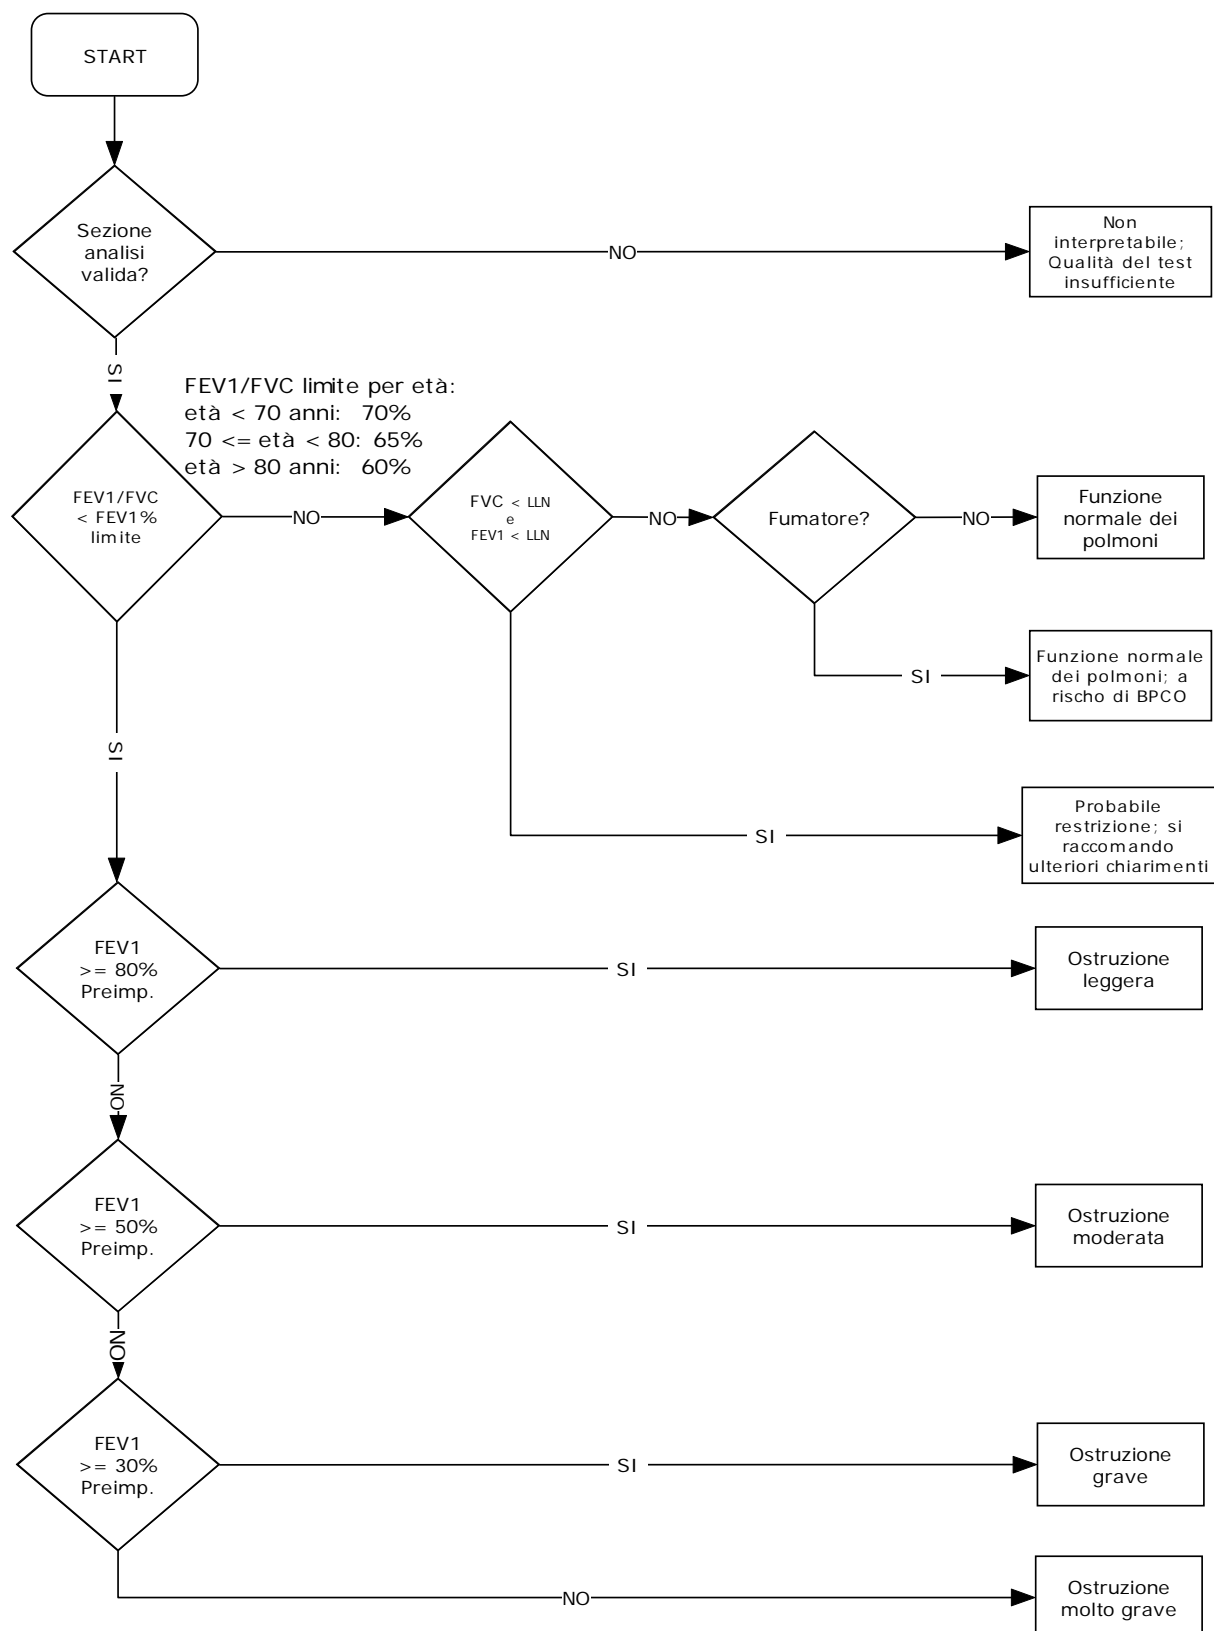 START
Sezione
analisi
valida?
NO
Non
interpretabile;
Qualità del test
insufficiente
SI
FEV1/FVC limite per età:
età < 70 anni: 70%
70 <= età < 80: 65%
età > 80 anni: 60%
FEV1/FVC
< FEV1%
limite
NO
FVC < LLN
e
FEV1 < LLN
NO
Fumatore?
NO
Funzione
normale dei
polmoni
SI
Funzione normale
dei polmoni; a
rischo di BPCO
SI
SI
Probabile
restrizione; si
raccomando
ulteriori chiarimenti
FEV1
>= 80%
Preimp.
SI
Ostruzione
leggera
NO
FEV1
>= 50%
Preimp.
SI
Ostruzione
moderata
NO
FEV1
>= 30%
Preimp.
SI
Ostruzione
grave
NO
Ostruzione
molto grave